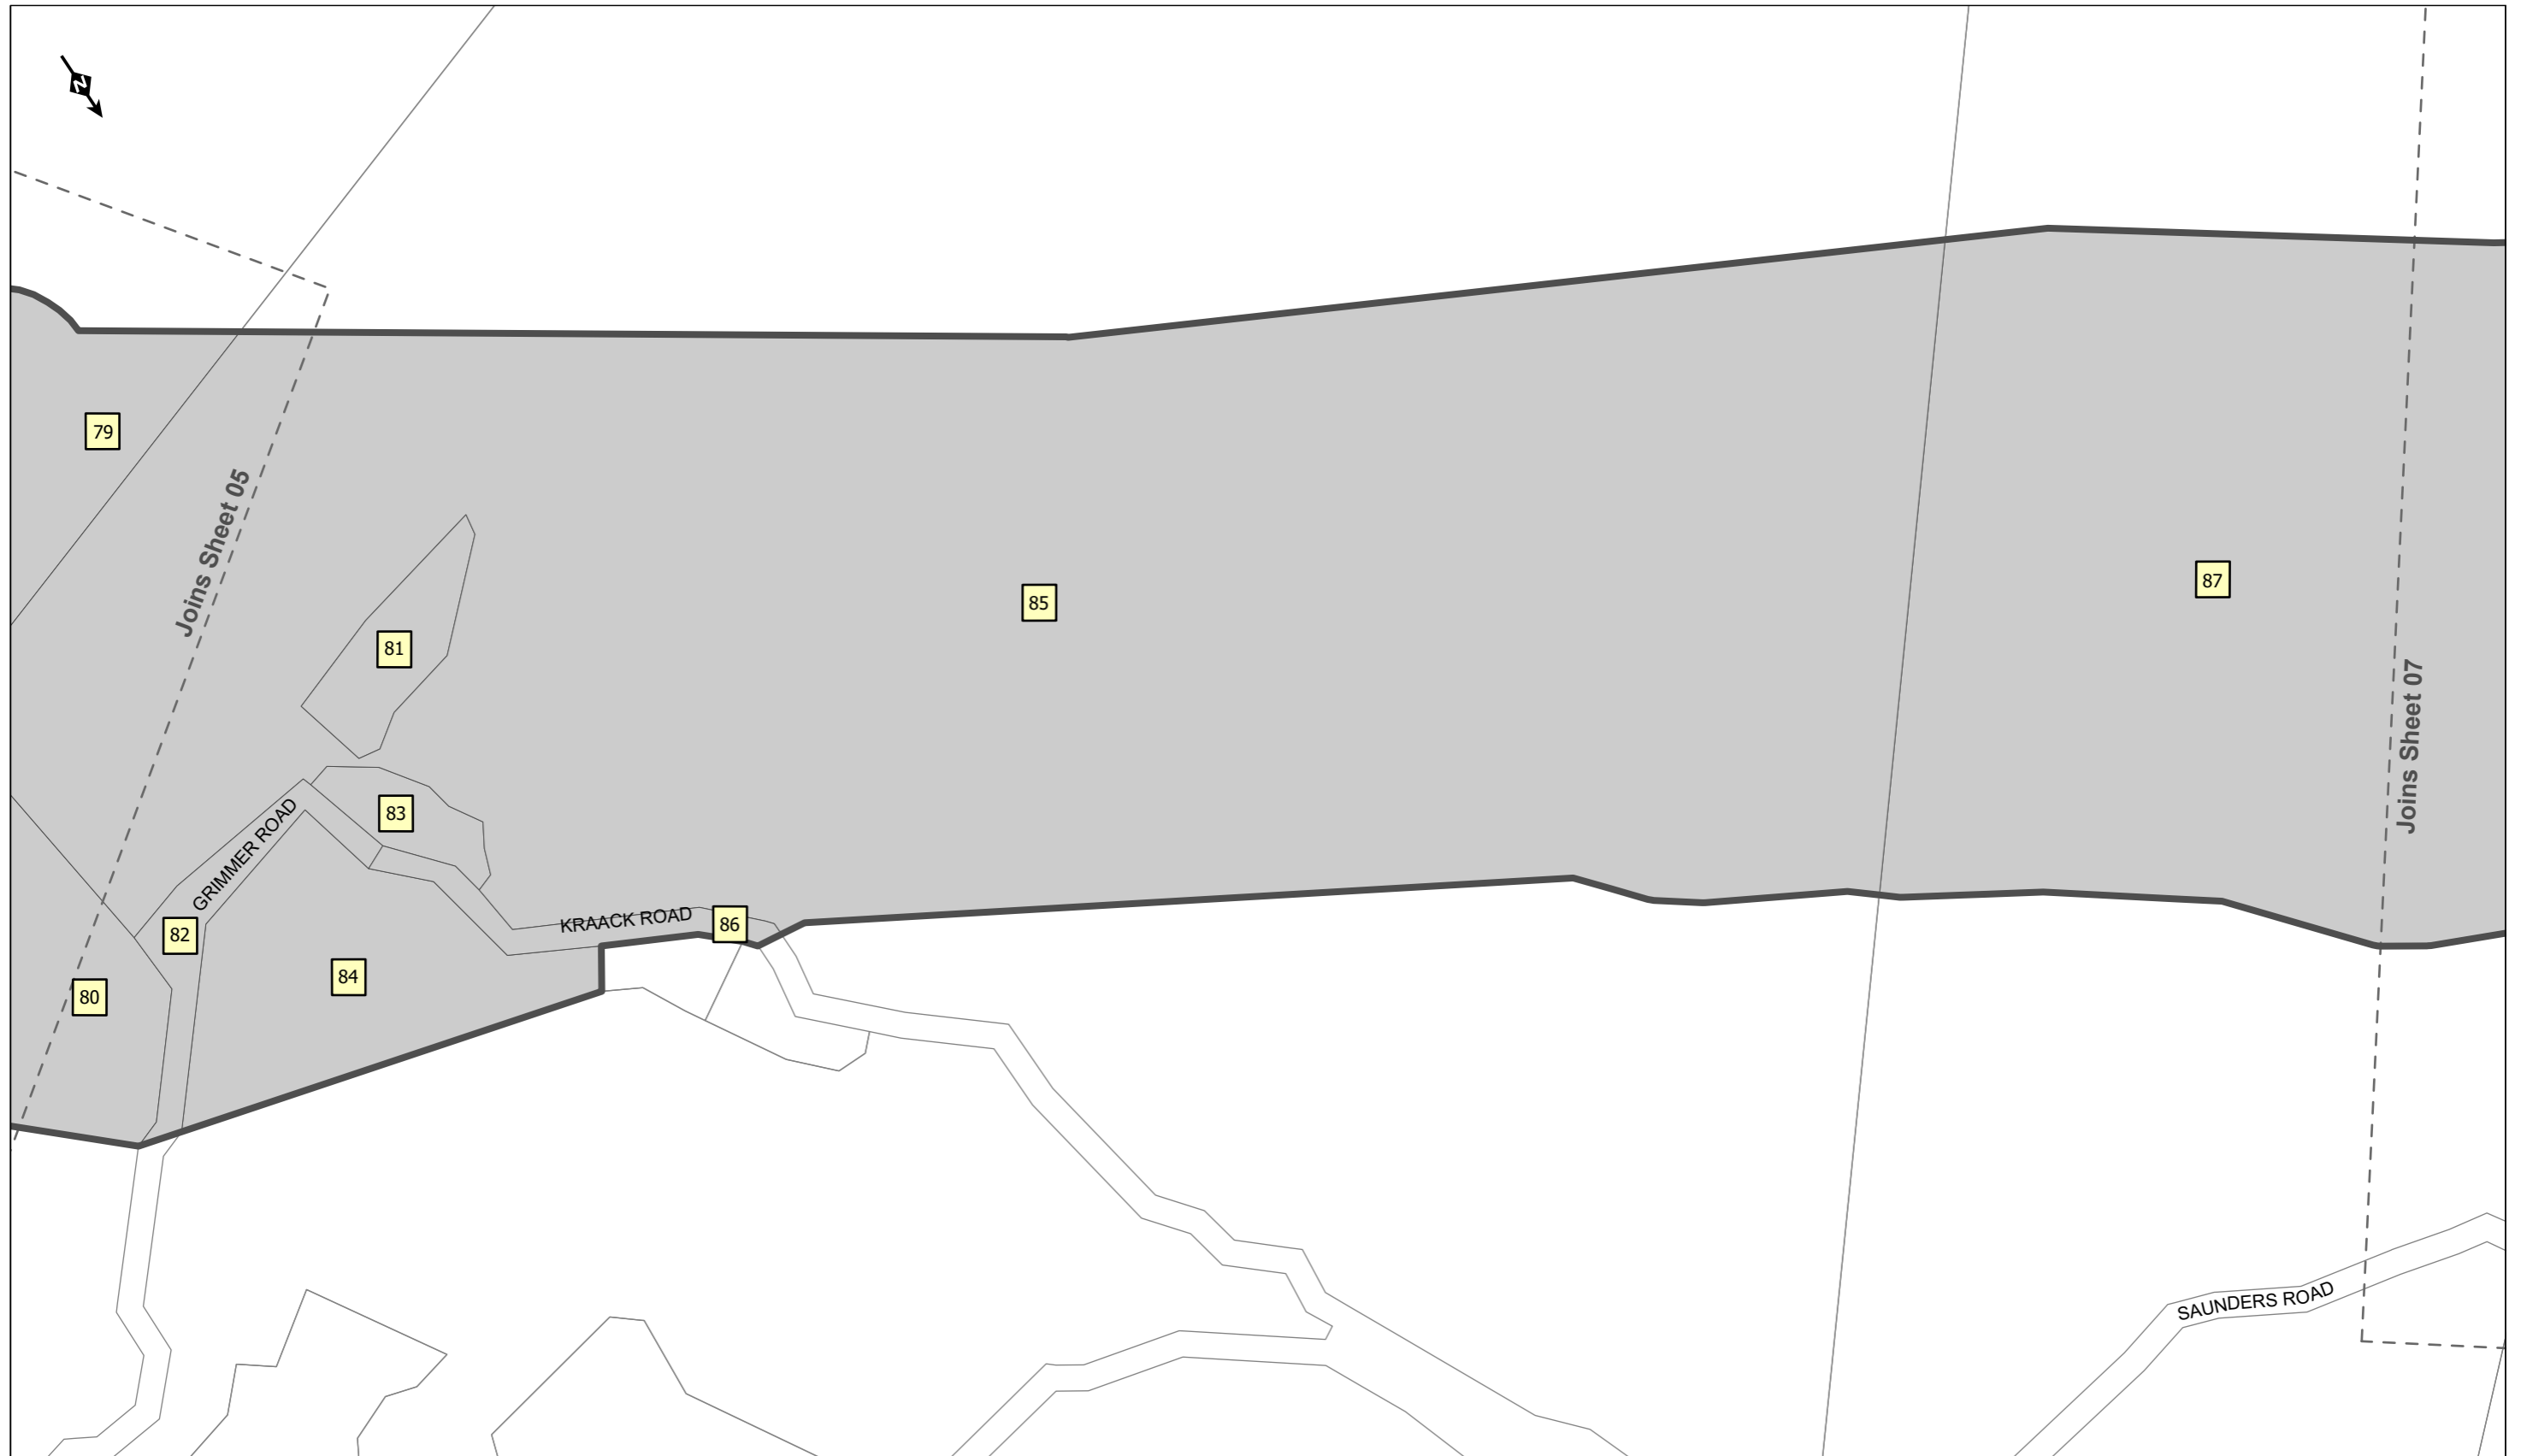 N
79
Joins Sheet 05
85
87
81
Joins Sheet 07
83
GRIMMER ROAD
KRAACK ROAD
86
82
84
80
SAUNDERS ROAD